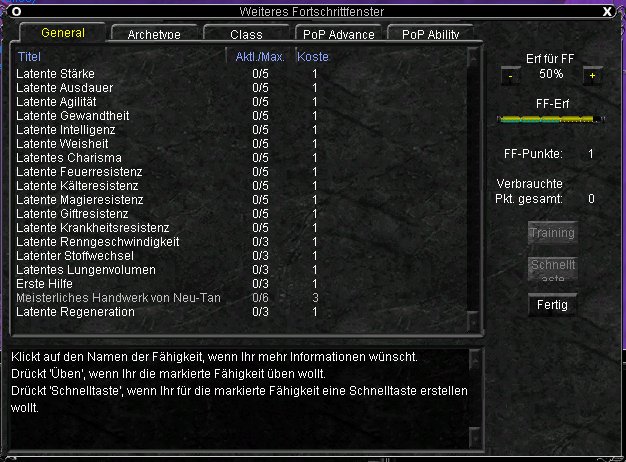 Weiteres Fortschrittfenster
General Archetype Class PoP Advance PoP Ability
Titel Aktl./Max. Koste
Latente Stärke 0/5 1
Latente Ausdauer 0/5 1
Latente Agilität 0/5 1
Latente Gewandtheit 0/5 1
Latente Intelligenz 0/5 1
Latente Weisheit 0/5 1
Latentes Charisma 0/5 1
Latente Feuerresistenz 0/5 1
Latente Kälteresistenz 0/5 1
Latente Magieresistenz 0/5 1
Latente Giftresistenz 0/5 1
Latente Krankheitsresistenz 0/5 1
Latente Renngeschwindigkeit 0/3 1
Latenter Stoffwechsel 0/3 1
Latentes Lungenvolumen 0/3 1
Erste Hilfe 0/3 1
Meisterliches Handwerk von Neu-Tan 0/6 3
Latente Regeneration 0/3 1
Erf für FF
- 50% +
FF-Erf
FF-Punkte: 1
Verbrauchte
Pkt. gesamt: 0
Training
Schnellt
aste
Fertig
Klickt auf den Namen der Fähigkeit, wenn Ihr mehr Informationen wünscht.
Drückt 'Üben', wenn Ihr die markierte Fähigkeit üben wollt.
Drückt 'Schnelltaste', wenn Ihr für die markierte Fähigkeit eine Schnelltaste erstellen
wollt.